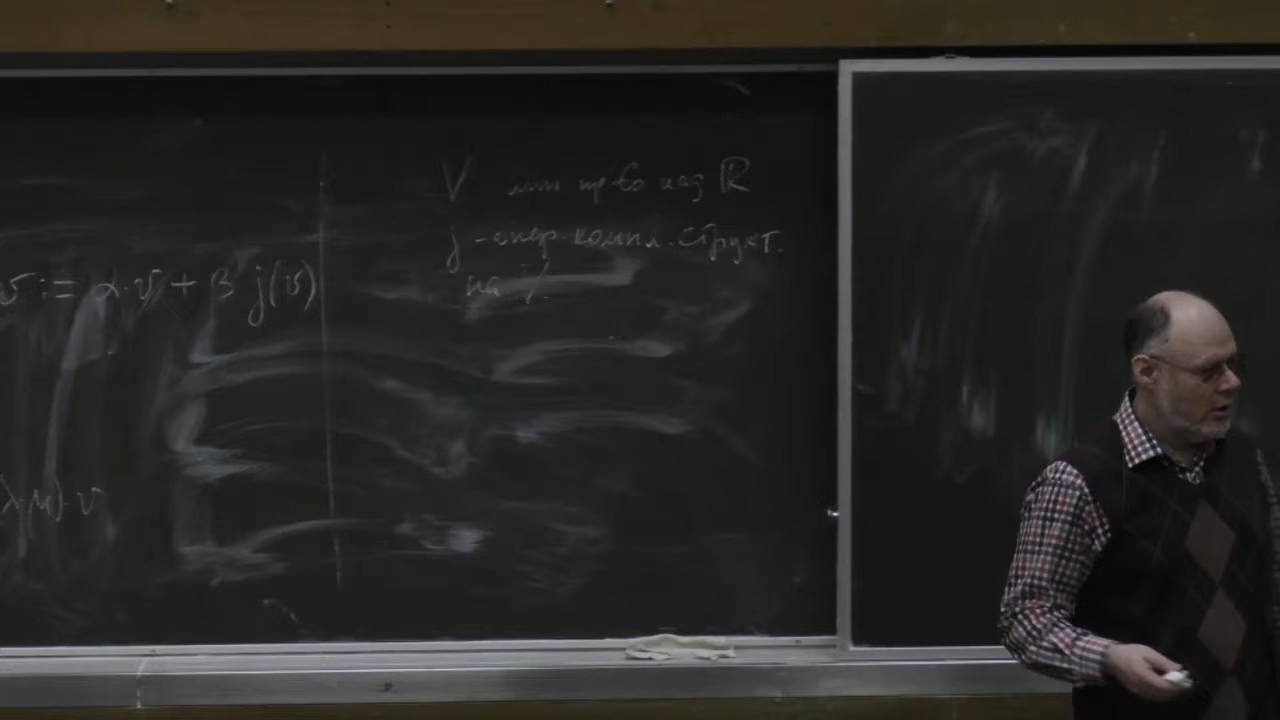 v := α·v + β j(v)
λ·μ)·v
V лин пр-во над ℝ
j - опер. компл. структ.
на V.